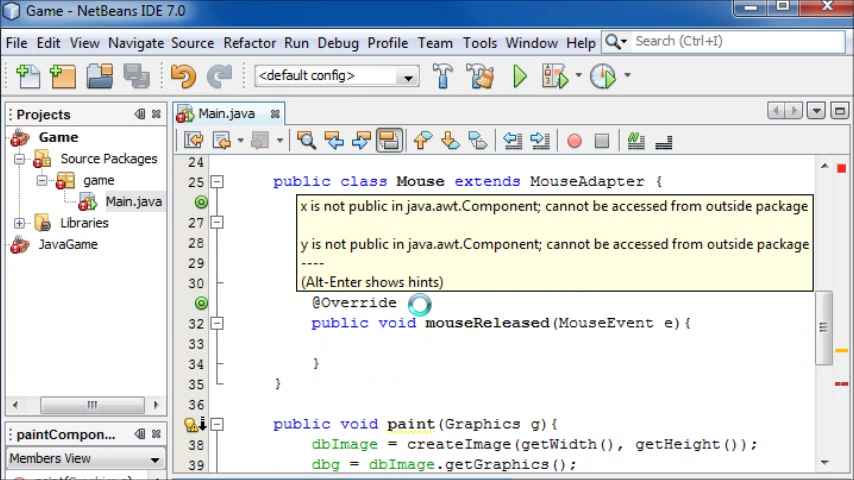 Game - NetBeans IDE 7.0
File Edit View Navigate Source Refactor Run Debug Profile Team Tools Window Help Search (Ctrl+I)
<default config>
Projects
Main.java
Game
Source Packages
game
Main.java
Libraries
JavaGame
24
25 public class Mouse extends MouseAdapter {
x is not public in java.awt.Component; cannot be accessed from outside package
27
y is not public in java.awt.Component; cannot be accessed from outside package
28
----
29
(Alt-Enter shows hints)
30
@Override
32 public void mouseReleased(MouseEvent e){
33
34 }
35 }
36
public void paint(Graphics g){
38 dbImage = createImage(getWidth(), getHeight());
39 dbg = dbImage.getGraphics();
paintCompon...
Members View